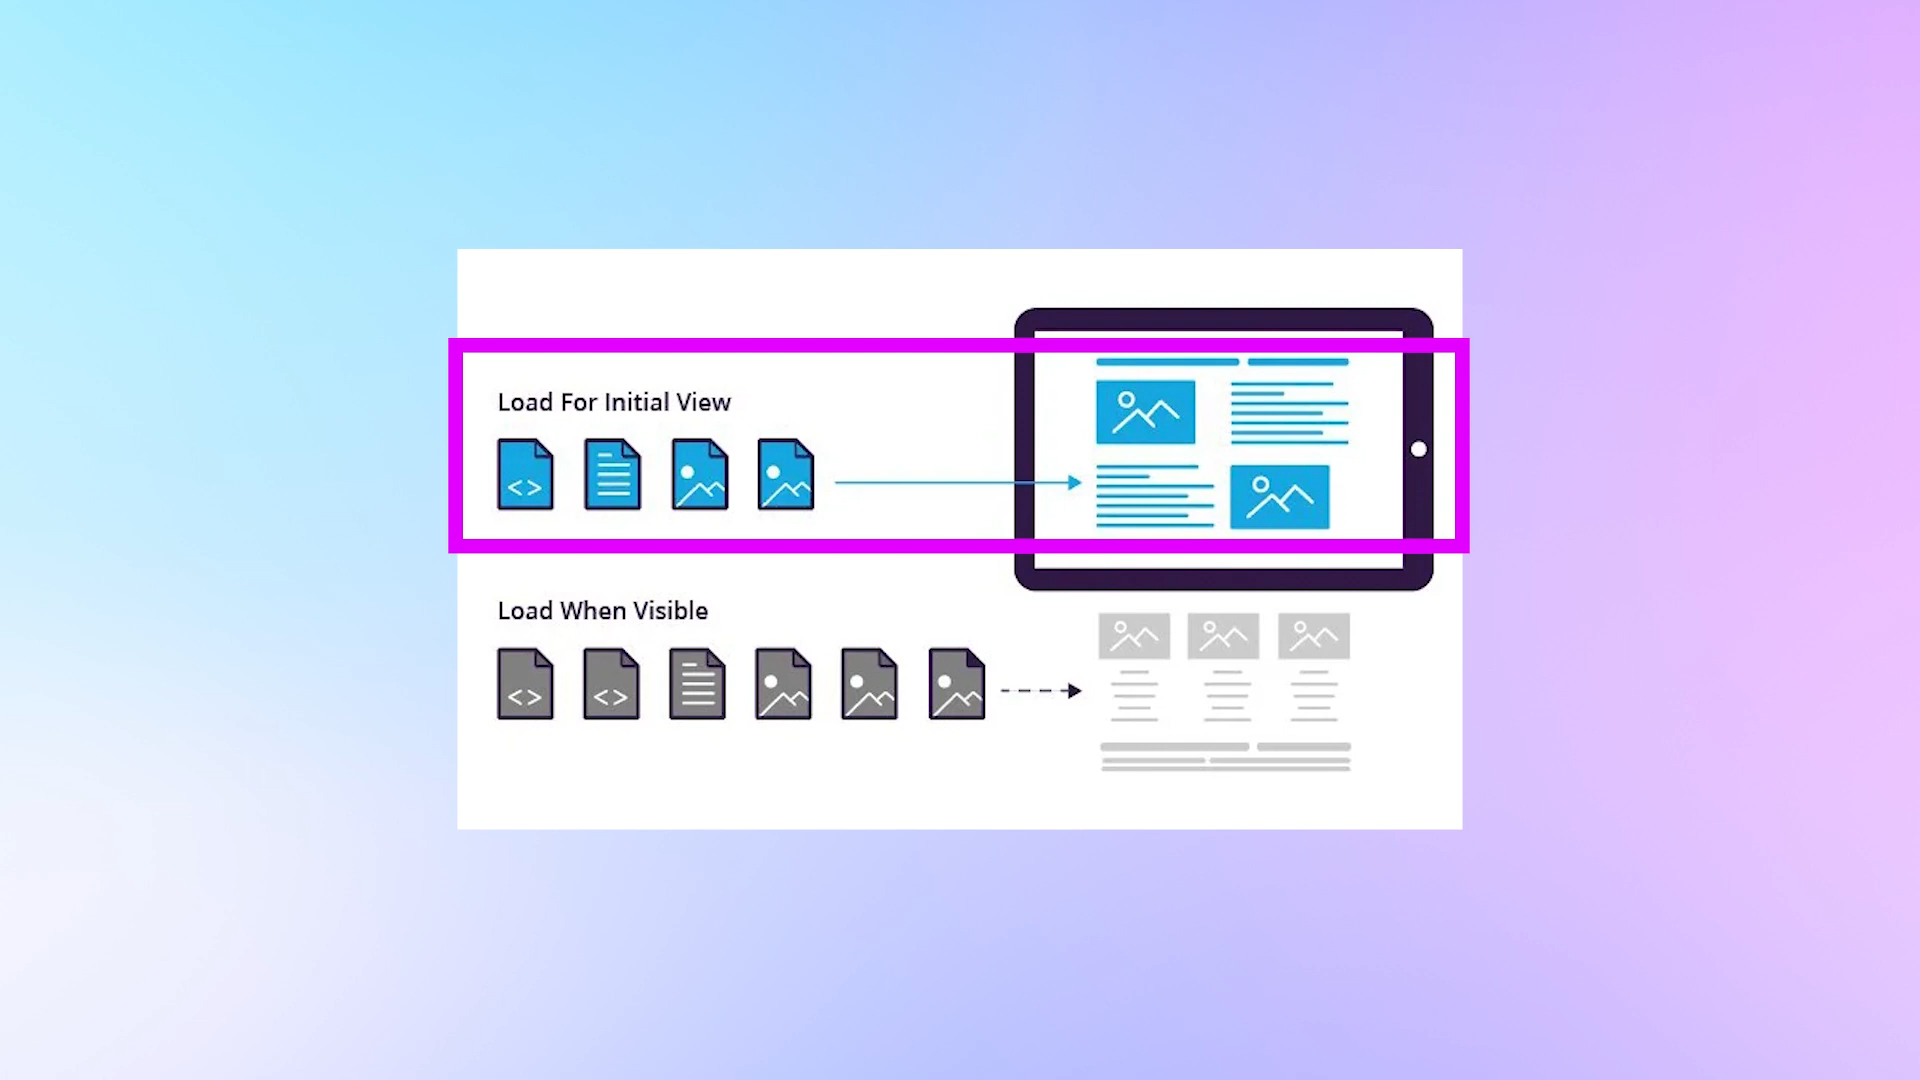 Load For Initial View
<>
Load When Visible
<> <>